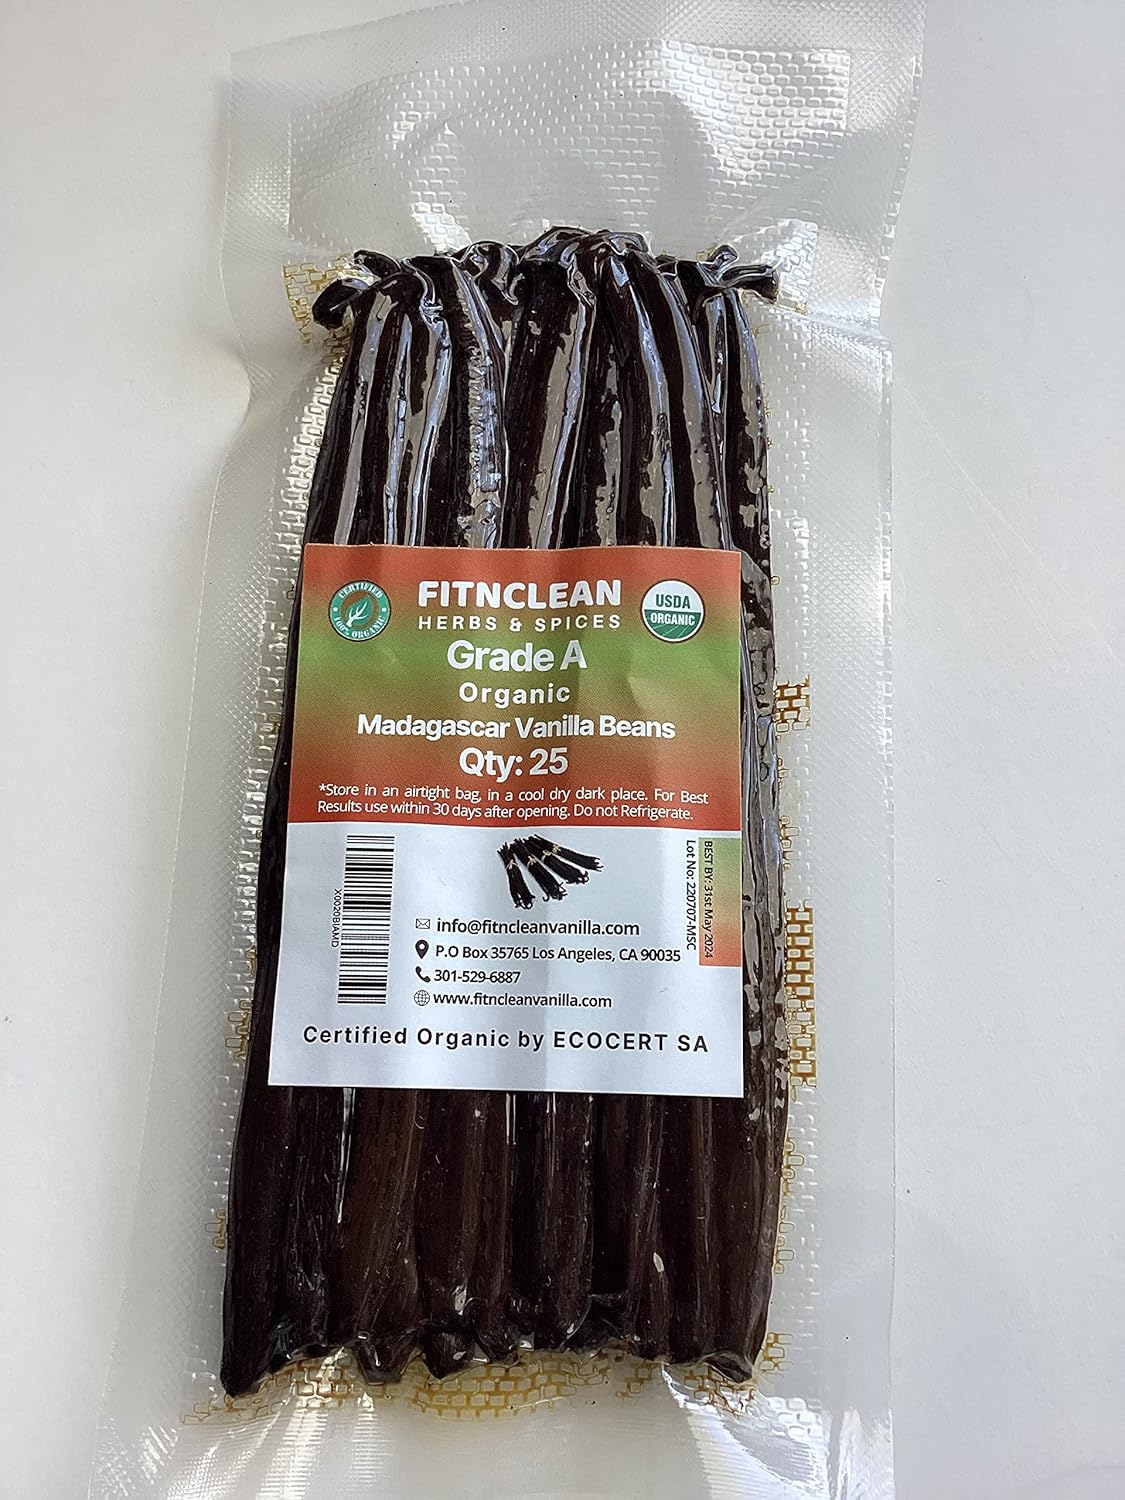 CERTIFIED
100% ORGANIC
FITNCLEAN
HERBS & SPICES
USDA
ORGANIC
Grade A
Organic
Madagascar Vanilla Beans
Qty: 25
*Store in an airtight bag, in a cool dry dark place. For Best
Results use within 30 days after opening. Do not Refrigerate.
X0020BIAMD
info@fitncleanvanilla.com
P.O Box 35765 Los Angeles, CA 90035
301-529-6887
www.fitncleanvanilla.com
BEST BY: 31st May 2024
Lot No: 220707-MSC
Certified Organic by ECOCERT SA